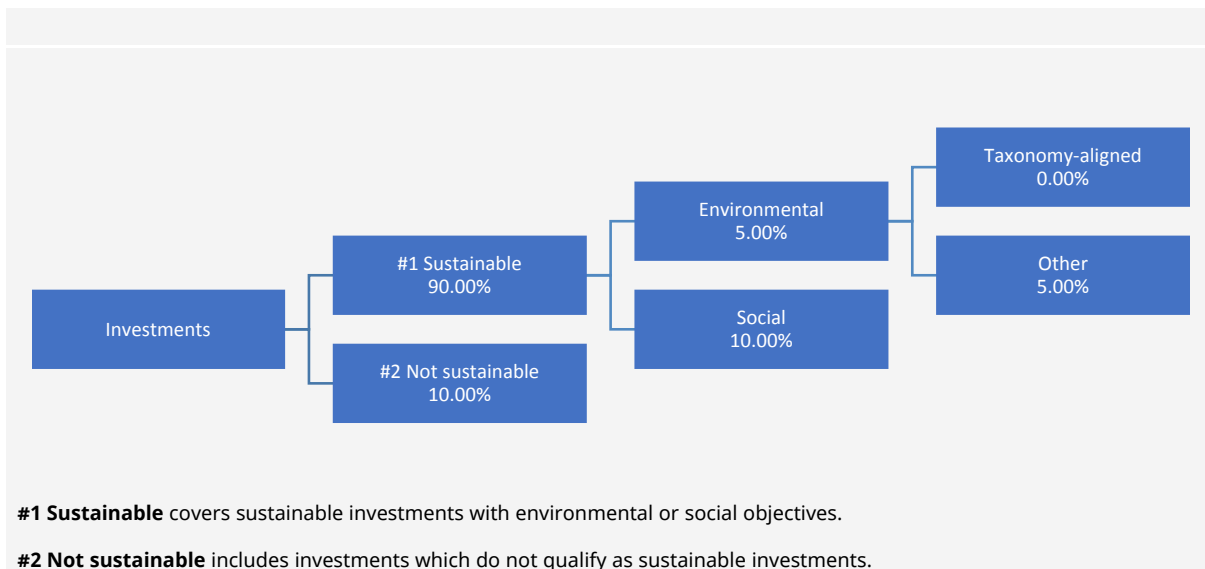 Investments
#1 Sustainable
90.00%
#2 Not sustainable
10.00%
Environmental
5.00%
Social
10.00%
Taxonomy-aligned
0.00%
Other
5.00%
#1 Sustainable covers sustainable investments with environmental or social objectives.
#2 Not sustainable includes investments which do not qualify as sustainable investments.